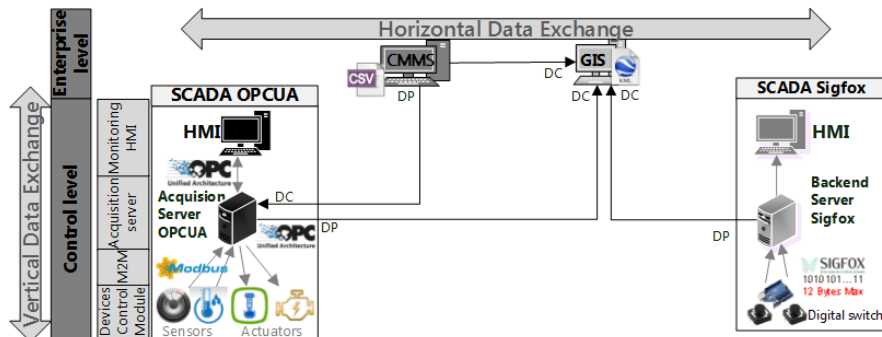 Horizontal Data Exchange
Enterprise
level
CMMS
GIS
CSV
KML
DC
DP
DC
DC
SCADA OPCUA
SCADA Sigfox
Vertical Data Exchange
Control level
Monitoring
HMI
HMI
HMI
OPC
Unified Architecture
Acquisition
server
Acquision
Server
OPCUA
DC
DP
OPC
Unified Architecture
Backend
Server
Sigfox
DP
M2M
Modbus
SIGFOX
1010101...11
12 Bytes Max
Devices
Control
Module
Sensors
Actuators
Digital switch